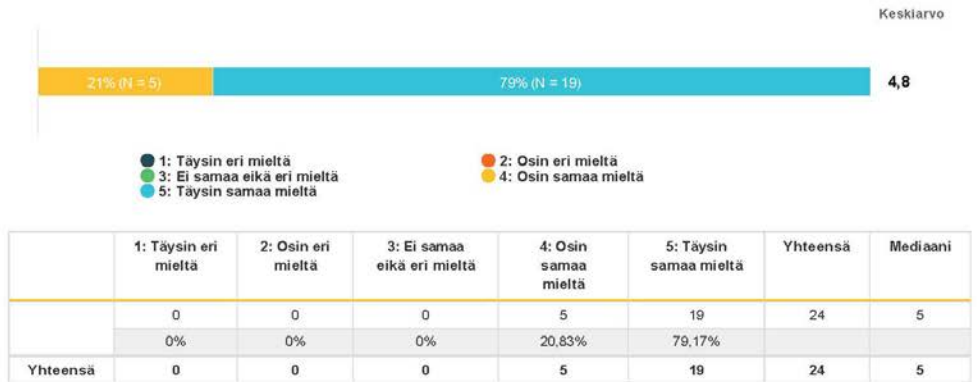 Keskiarvo
21% (N = 5) 79% (N = 19) 4,8
1: Täysin eri mieltä 2: Osin eri mieltä
3: Ei samaa eikä eri mieltä 4: Osin samaa mieltä
5: Täysin samaa mieltä
1: Täysin eri mieltä 2: Osin eri mieltä 3: Ei samaa eikä eri mieltä 4: Osin samaa mieltä 5: Täysin samaa mieltä Yhteensä Mediaani
0 0 0 5 19 24 5
0% 0% 0% 20,83% 79,17%
Yhteensä 0 0 0 5 19 24 5